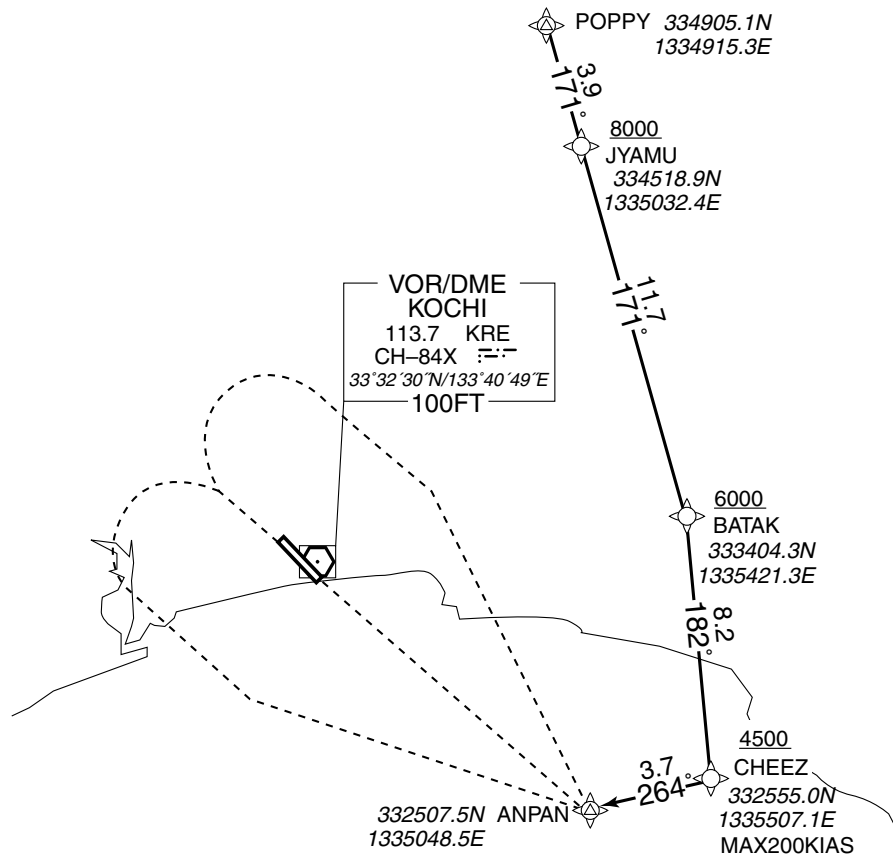 POPPY 334905.1N
1334915.3E
3.9
171°
8000
JYAMU
334518.9N
1335032.4E
11.7
171°
VOR/DME
KOCHI
113.7 KRE
CH–84X
33°32´30˝N/133°40´49˝E
100FT
6000
BATAK
333404.3N
1335421.3E
8.2
182°
4500
CHEEZ
332555.0N
1335507.1E
MAX200KIAS
3.7
264°
332507.5N ANPAN
1335048.5E